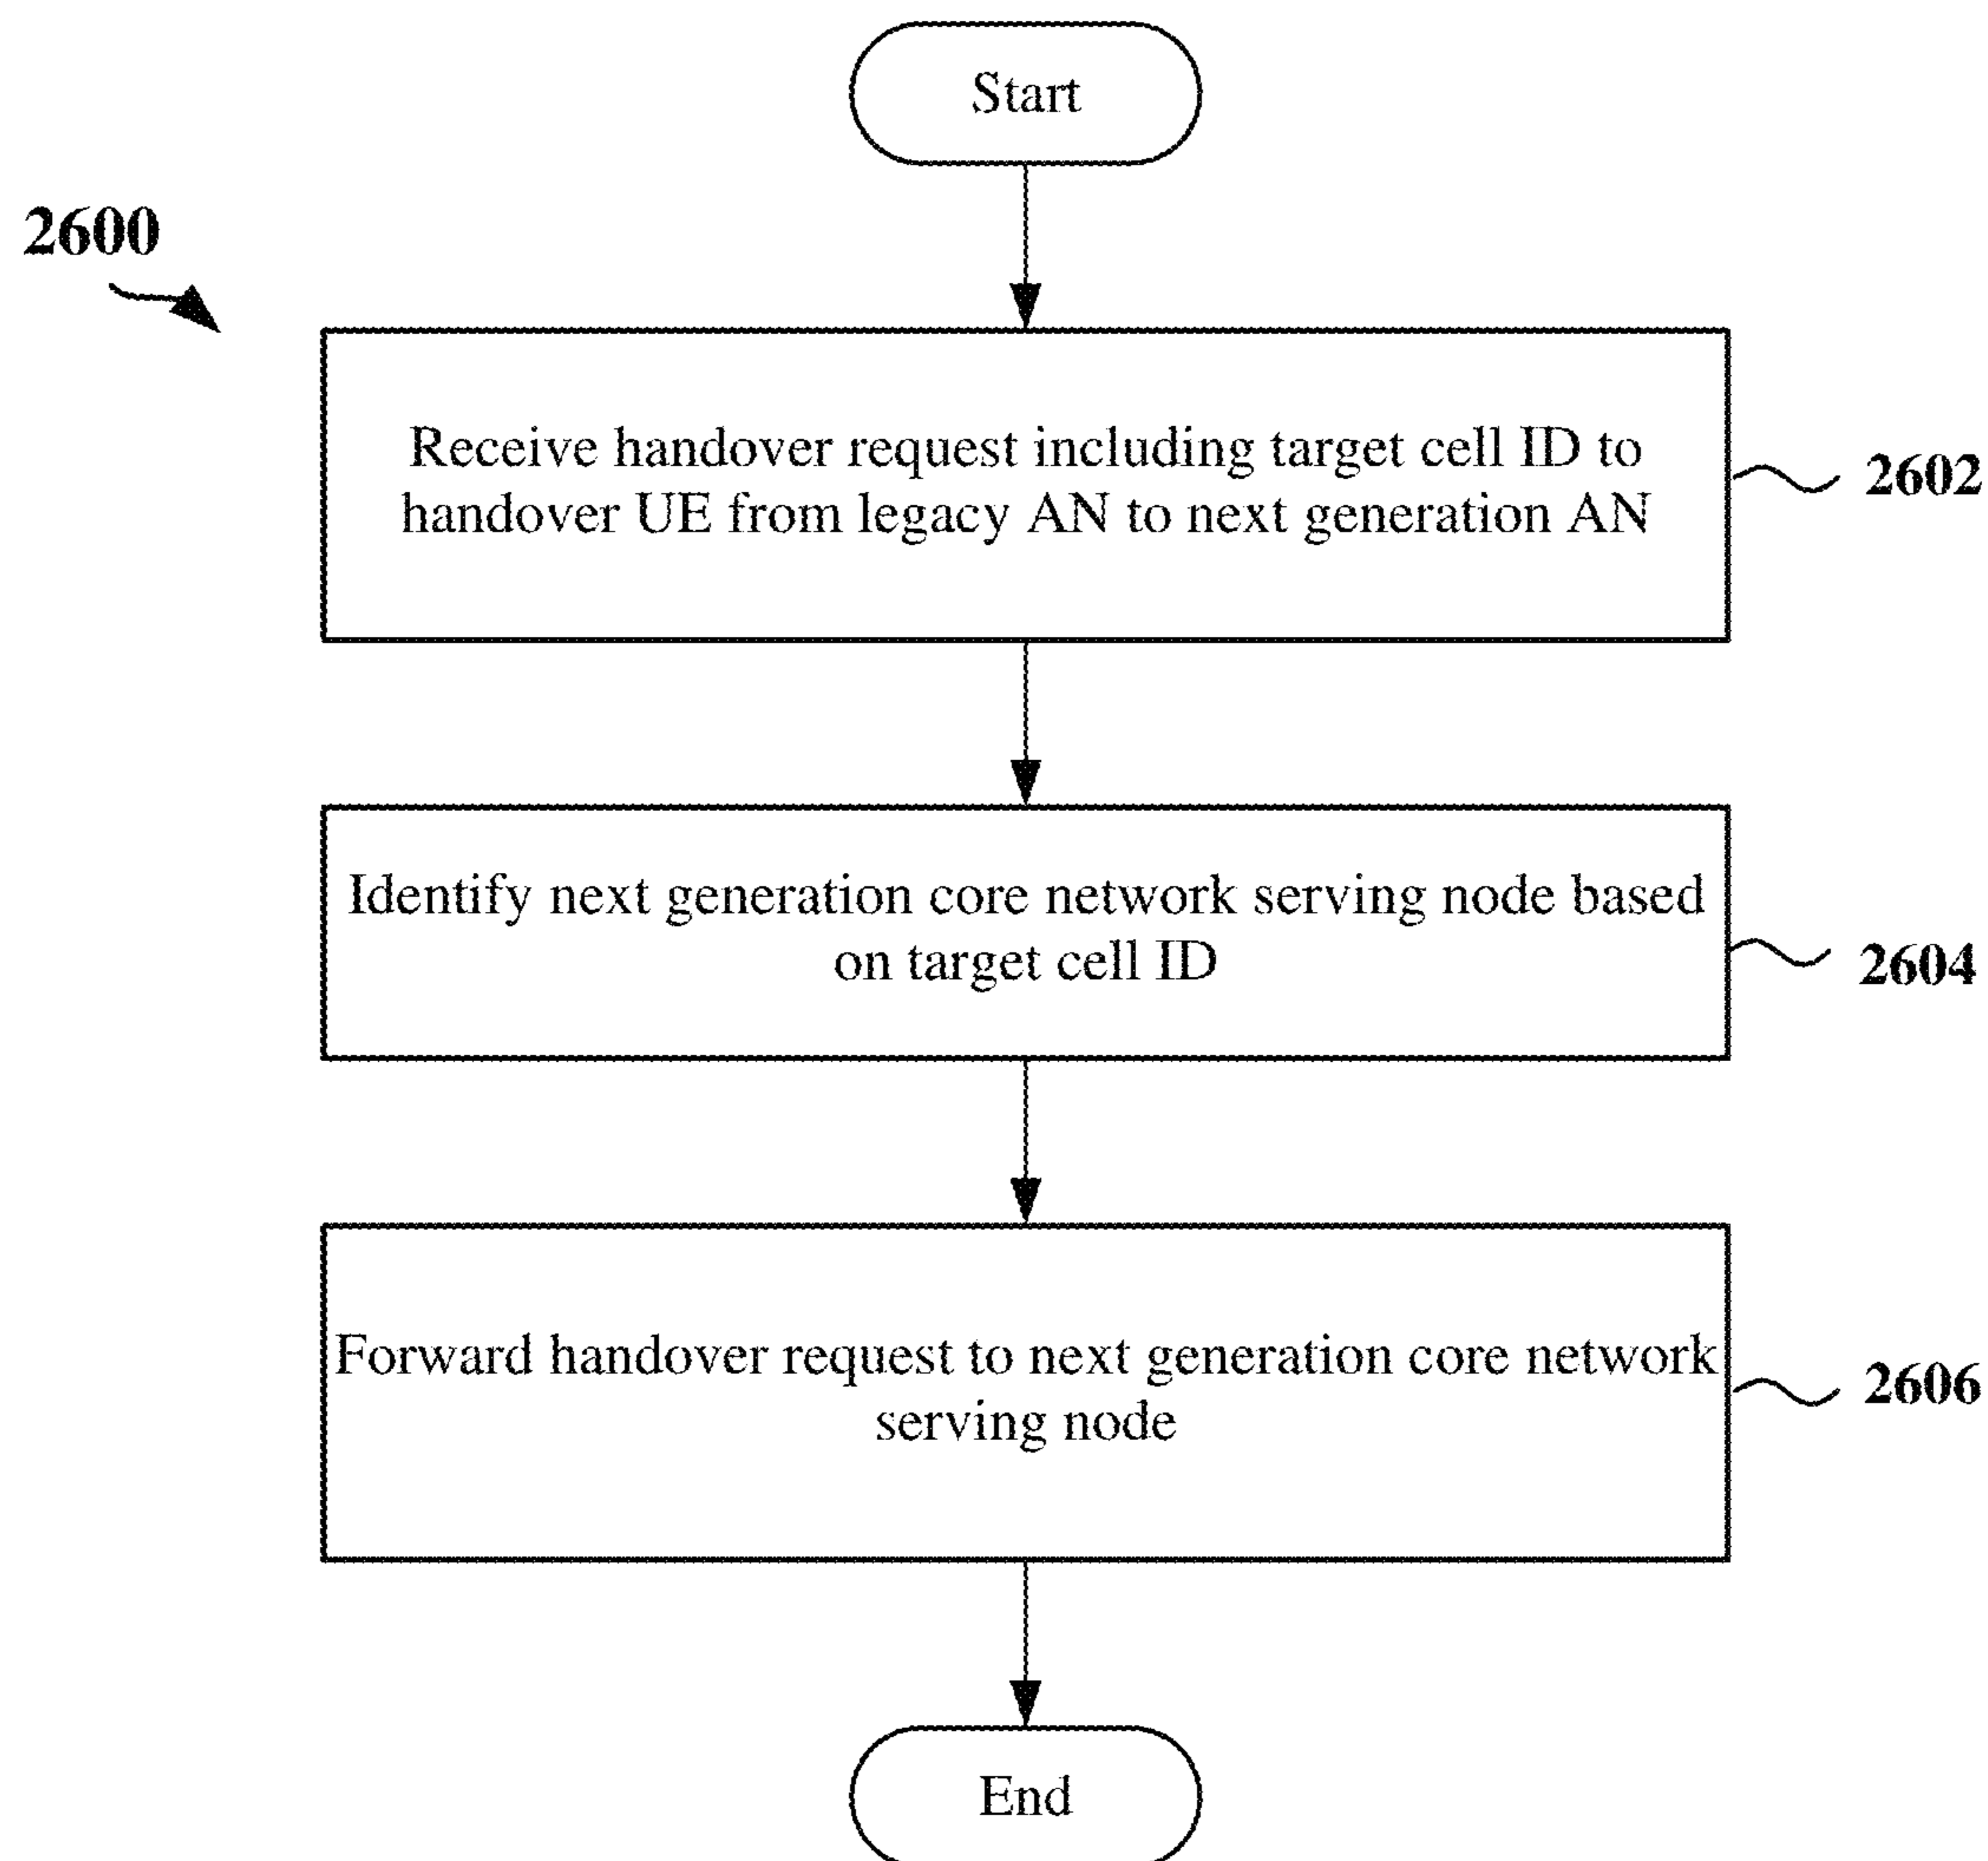 Start
2600
Receive handover request including target cell ID to
handover UE from legacy AN to next generation AN
2602
Identify next generation core network serving node based
on target cell ID
2604
Forward handover request to next generation core network
serving node
2606
End